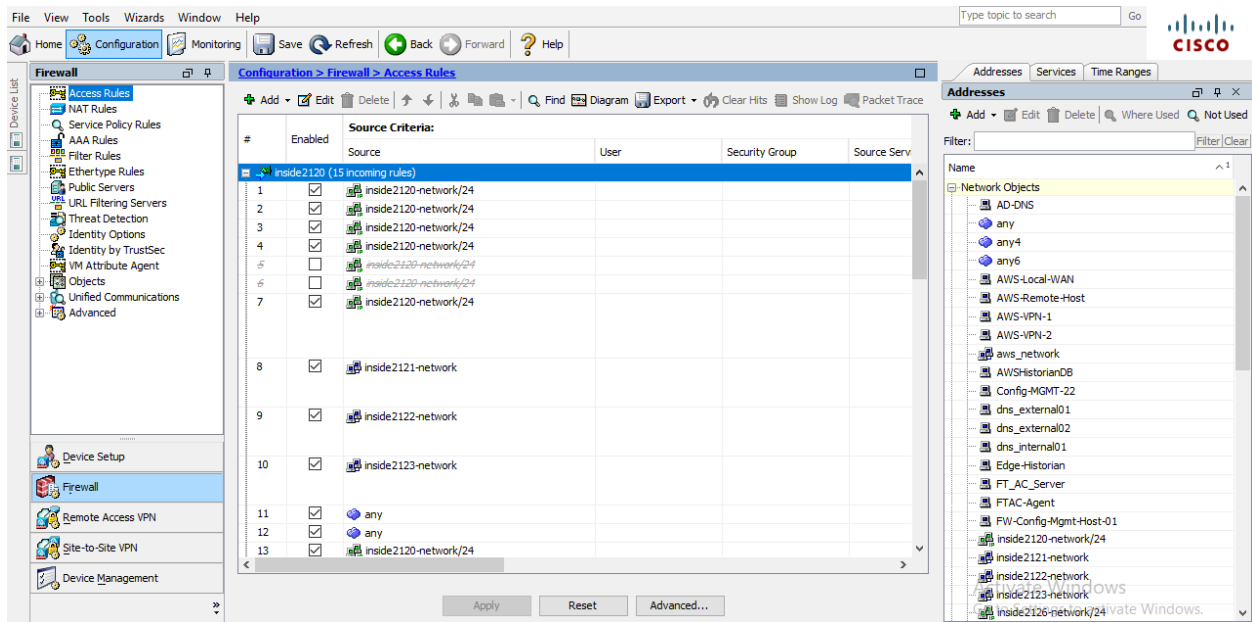 File View Tools Wizards Window Help
Type topic to search Go
Home Configuration Monitoring Save Refresh Back Forward Help
CISCO
Device List
Firewall
Access Rules
NAT Rules
Service Policy Rules
AAA Rules
Filter Rules
Ethertype Rules
Public Servers
URL URL Filtering Servers
Threat Detection
Identity Options
Identity by TrustSec
VM Attribute Agent
Objects
Unified Communications
Advanced
Device Setup
Firewall
Remote Access VPN
Site-to-Site VPN
Device Management
Configuration > Firewall > Access Rules
Add Edit Delete Find Diagram Export Clear Hits Show Log Packet Trace
# Enabled Source Criteria:
Source User Security Group Source Servi
inside2120 (15 incoming rules)
1 inside2120-network/24
2 inside2120-network/24
3 inside2120-network/24
4 inside2120-network/24
5 inside2120-network/24
6 inside2120-network/24
7 inside2120-network/24
8 inside2121-network
9 inside2122-network
10 inside2123-network
11 any
12 any
13 inside2120-network/24
Apply Reset Advanced...
Addresses Services Time Ranges
Addresses
Add Edit Delete Where Used Not Used
Filter: Filter Clear
Name 1
Network Objects
AD-DNS
any
any4
any6
AWS-Local-WAN
AWS-Remote-Host
AWS-VPN-1
AWS-VPN-2
aws_network
AWSHistorianDB
Config-MGMT-22
dns_external01
dns_external02
dns_internal01
Edge-Historian
FT_AC_Server
FTAC-Agent
FW-Config-Mgmt-Host-01
inside2120-network/24
inside2121-network
inside2122-network
inside2123-network
inside2126-network/24
Activate Windows
Go to Settings to activate Windows.